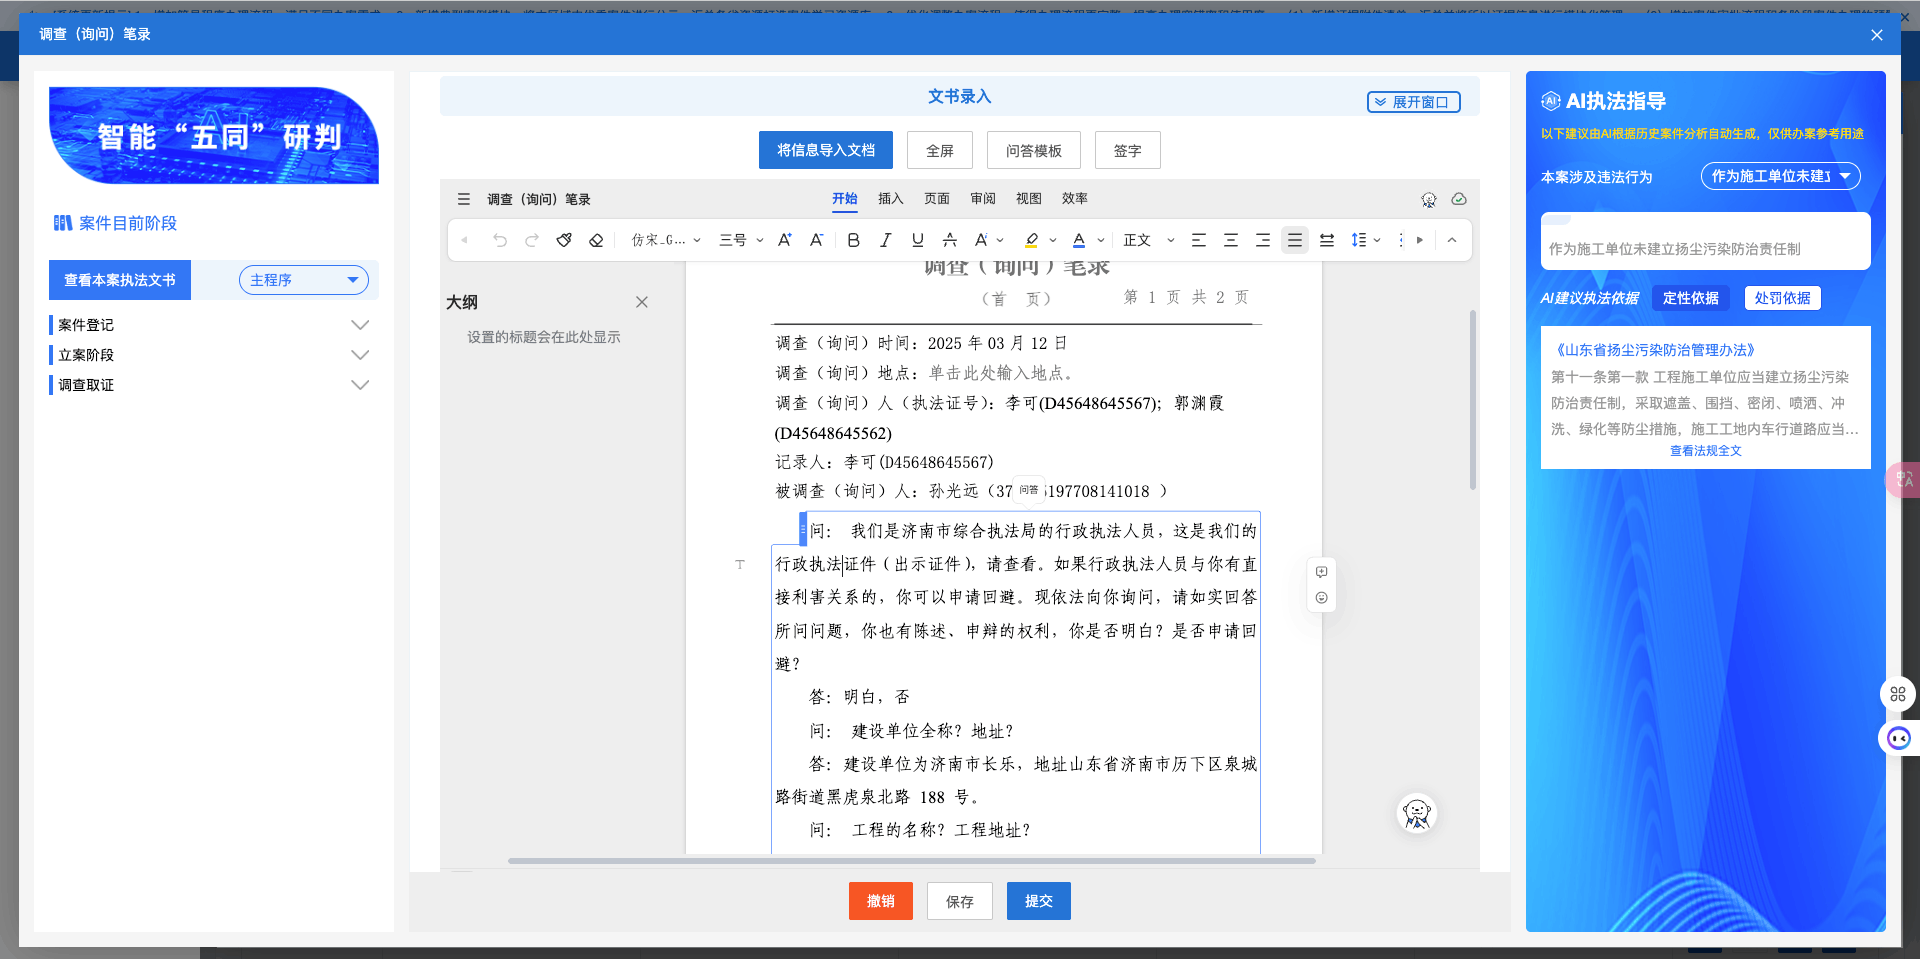 调查（询问）笔录
智能“五同”研判
案件目前阶段
查看本案执法文书
主程序
案件登记
立案阶段
调查取证
文书录入
展开窗口
将信息导入文档
全屏
问答模板
签字
调查（询问）笔录
开始
插入
页面
审阅
视图
效率
仿宋_G...
三号
正文
大纲
设置的标题会在此处显示
调查（询问）笔录
（首 页）
第 1 页 共 2 页
调查（询问）时间：2025 年 03 月 12 日
调查（询问）地点：单击此处输入地点。
调查（询问）人（执法证号）：李可(D45648645567)；郭渊霞
(D45648645562)
记录人：李可(D45648645567)
被调查（询问）人：孙光远（37
197708141018 ）
问答
问： 我们是济南市综合执法局的行政执法人员，这是我们的
行政执法证件（出示证件），请查看。如果行政执法人员与你有直
接利害关系的，你可以申请回避。现依法向你询问，请如实回答
所问问题，你也有陈述、申辩的权利，你是否明白？是否申请回
避？
答：明白，否
问： 建设单位全称？地址？
答：建设单位为济南市长乐，地址山东省济南市历下区泉城
路街道黑虎泉北路 188 号。
问： 工程的名称？工程地址？
撤销
保存
提交
AI执法指导
以下建议由AI根据历史案件分析自动生成，仅供办案参考用途
本案涉及违法行为
作为施工单位未建立
作为施工单位未建立扬尘污染防治责任制
AI建议执法依据
定性依据
处罚依据
《山东省扬尘污染防治管理办法》
第十一条第一款 工程施工单位应当建立扬尘污染
防治责任制，采取遮盖、围挡、密闭、喷洒、冲
洗、绿化等防尘措施，施工工地内车行道路应当...
查看法规全文